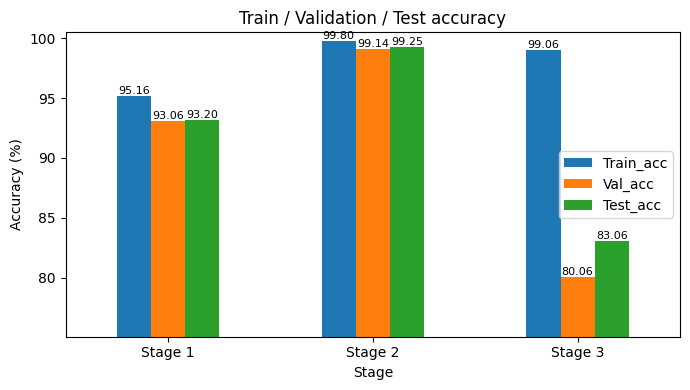 Train / Validation / Test accuracy
Accuracy (%)
100
95
90
85
80
95.16
93.06
93.20
99.80
99.14
99.25
99.06
80.06
83.06
Train_acc
Val_acc
Test_acc
Stage 1
Stage 2
Stage 3
Stage